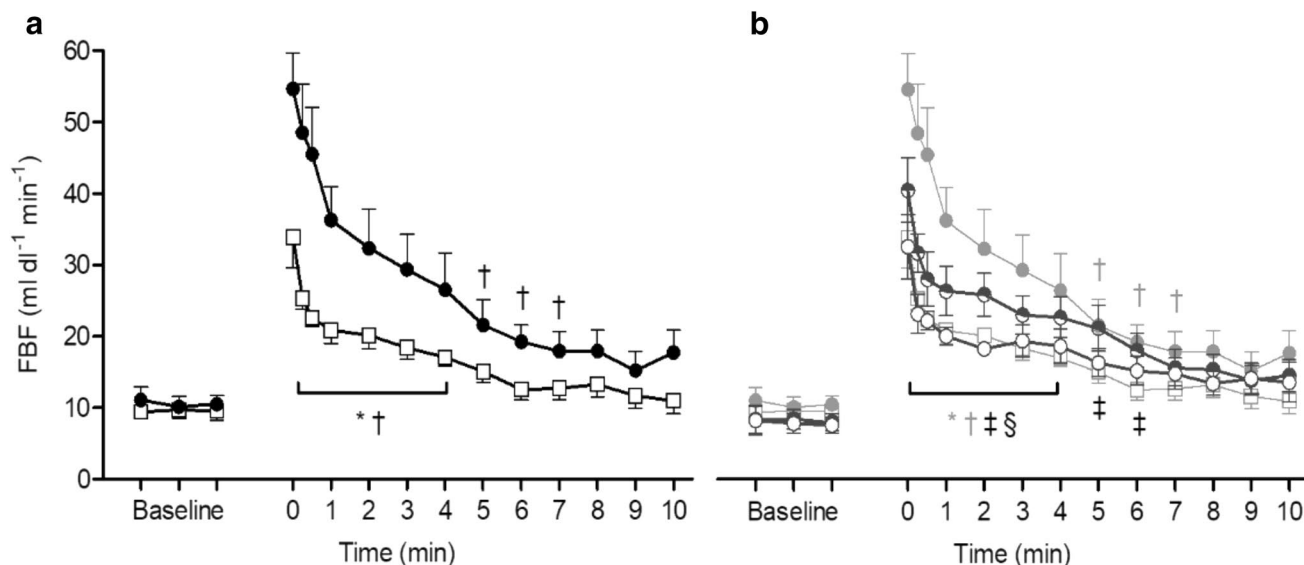 a
b
FBF (ml dl⁻¹ min⁻¹)
60
50
40
30
20
10
0
† † †
* †
Baseline
0 1 2 3 4 5 6 7 8 9 10
Time (min)
† † †
* † ‡ §
‡ ‡
Baseline
0 1 2 3 4 5 6 7 8 9 10
Time (min)